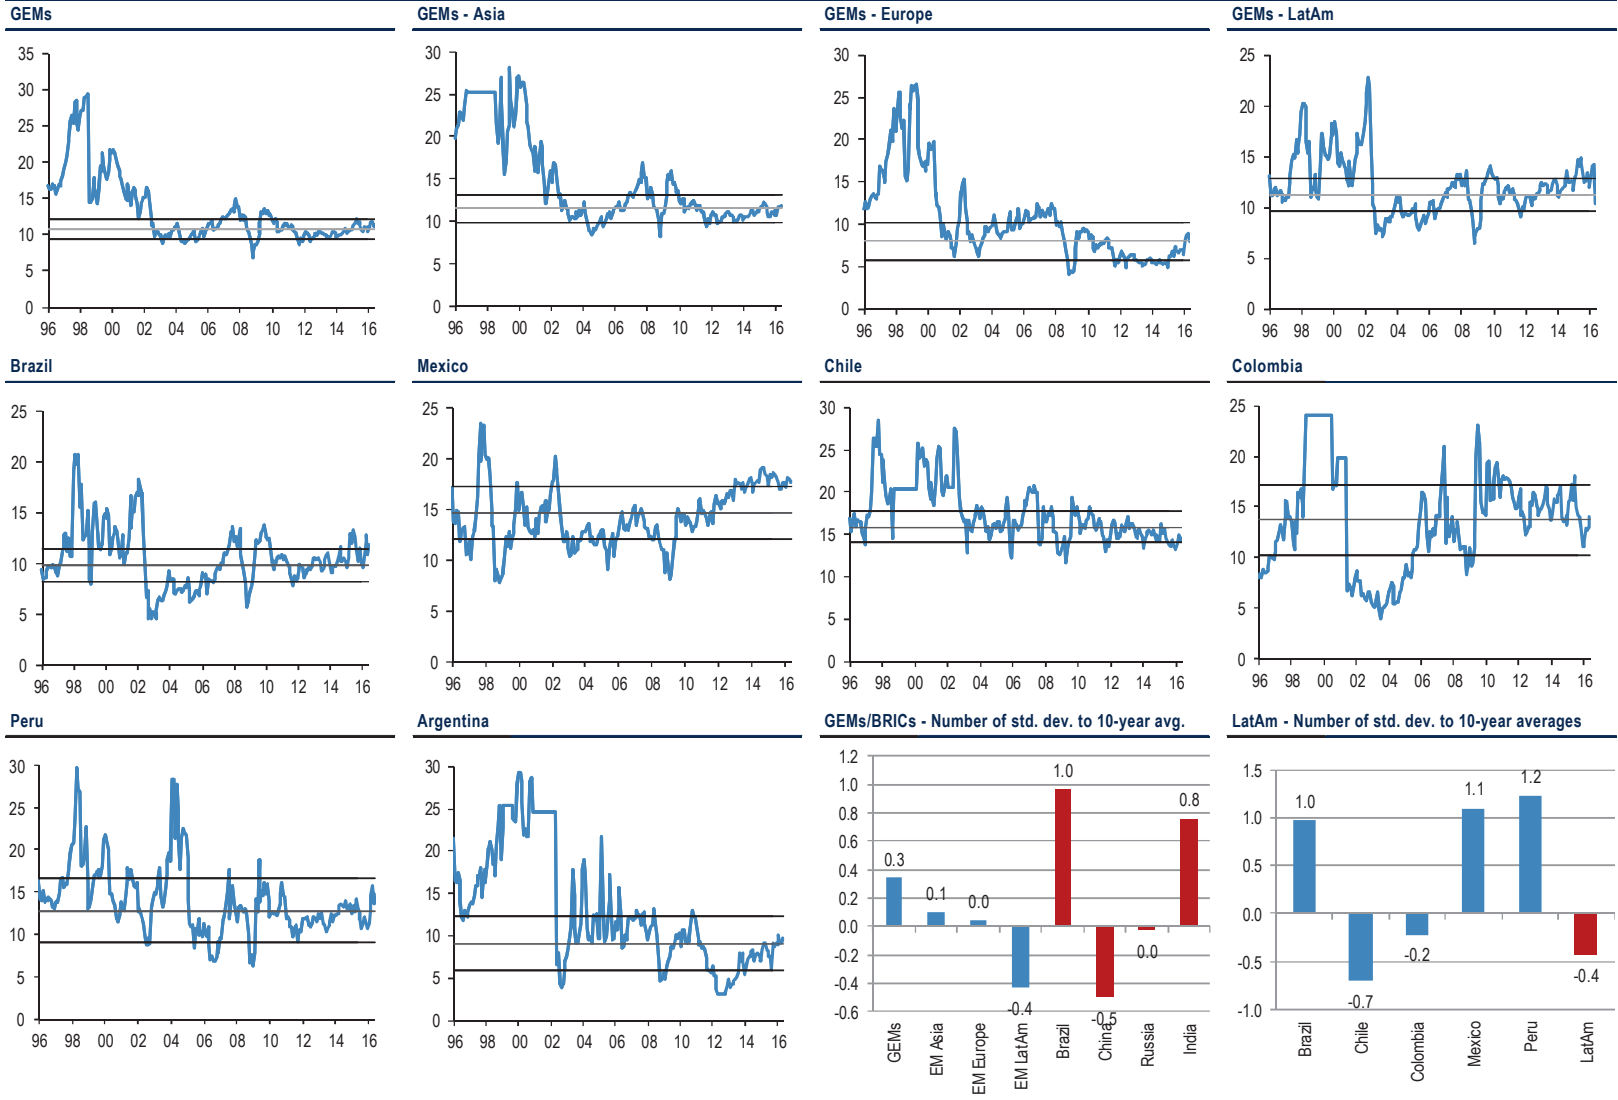 GEMs
GEMs - Asia
GEMs - Europe
GEMs - LatAm
35
30
25
20
15
10
5
0
96 98 00 02 04 06 08 10 12 14 16
30
25
20
15
10
5
0
96 98 00 02 04 06 08 10 12 14 16
30
25
20
15
10
5
0
96 98 00 02 04 06 08 10 12 14 16
25
20
15
10
5
0
96 98 00 02 04 06 08 10 12 14 16
Brazil
Mexico
Chile
Colombia
25
20
15
10
5
0
96 98 00 02 04 06 08 10 12 14 16
25
20
15
10
5
0
96 98 00 02 04 06 08 10 12 14 16
30
25
20
15
10
5
0
96 98 00 02 04 06 08 10 12 14 16
25
20
15
10
5
0
96 98 00 02 04 06 08 10 12 14 16
Peru
Argentina
GEMs/BRICs - Number of std. dev. to 10-year avg.
LatAm - Number of std. dev. to 10-year averages
30
25
20
15
10
5
0
96 98 00 02 04 06 08 10 12 14 16
30
25
20
15
10
5
0
96 98 00 02 04 06 08 10 12 14 16
1.2
1.0
0.8
0.6
0.4
0.2
0.0
-0.2
-0.4
-0.6
0.3
0.1
0.0
-0.4
1.0
-0.5
0.0
0.8
GEMs
EM Asia
EM Europe
EM LatAm
Brazil
China
Russia
India
1.5
1.0
0.5
0.0
-0.5
-1.0
1.0
-0.7
-0.2
1.1
1.2
-0.4
Brazil
Chile
Colombia
Mexico
Peru
LatAm